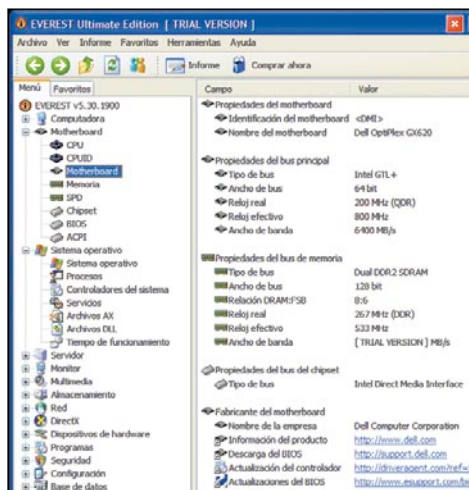 EVEREST Ultimate Edition [ TRIAL VERSION ]
Archivo Ver Informe Favoritos Herramientas Ayuda
Informe Comprar ahora
Menú Favoritos
EVEREST v5.30.1900
Computadora
Motherboard
CPU
CPUID
Motherboard
Memoria
SPD
Chipset
BIOS
ACPI
Sistema operativo
Sistema operativo
Procesos
Controladores del sistema
Servicios
Archivos AX
Archivos DLL
Tiempo de funcionamiento
Servidor
Monitor
Multimedia
Almacenamiento
Red
DirectX
Dispositivos de hardware
Programas
Seguridad
Configuración
Base de datos
Campo Valor
Propiedades del motherboard
Identificación del motherboard <DMI>
Nombre del motherboard Dell OptiPlex GX620
Propiedades del bus principal
Tipo de bus Intel GTL+
Ancho de bus 64 bit
Reloj real 200 MHz (QDR)
Reloj efectivo 800 MHz
Ancho de banda 6400 MB/s
Propiedades del bus de memoria
Tipo de bus Dual DDR2 SDRAM
Ancho de bus 128 bit
Relación DRAM:FSB 8:6
Reloj real 267 MHz (DDR)
Reloj efectivo 533 MHz
Ancho de banda [ TRIAL VERSION ] MB/s
Propiedades del bus del chipset
Tipo de bus Intel Direct Media Interface
Fabricante del motherboard
Nombre de la empresa Dell Computer Corporation
Información del producto http://www.dell.com
Descarga del BIOS http://support.dell.com
Actualización del controlador http://driveragent.com?ref=
Actualizaciones del BIOS http://www.esupport.com/